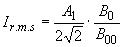 I_{r.m.s} = \frac{A_1}{2\sqrt{2}} \cdot \frac{B_0}{B_{00}}